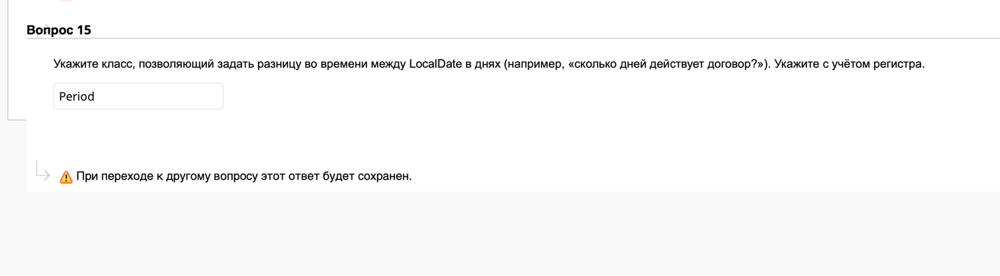 Вопрос 15
Укажите класс, позволяющий задать разницу во времени между LocalDate в днях (например, «сколько дней действует договор?»). Укажите с учётом регистра.
Period
При переходе к другому вопросу этот ответ будет сохранен.